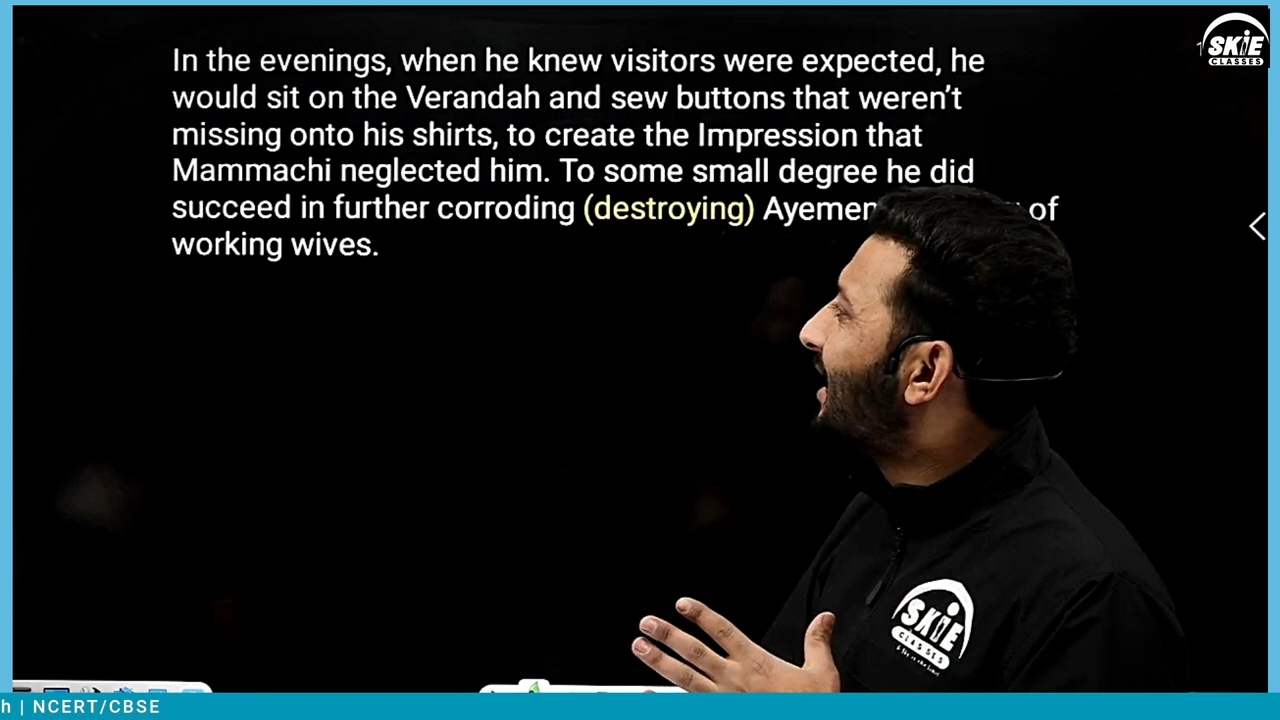 In the evenings, when he knew visitors were expected, he
would sit on the Verandah and sew buttons that weren't
missing onto his shirts, to create the Impression that
Mammachi neglected him. To some small degree he did
succeed in further corroding (destroying) of
working wives.
SKIE
CLASSES
SKIE
CLASSES
h | NCERT/CBSE